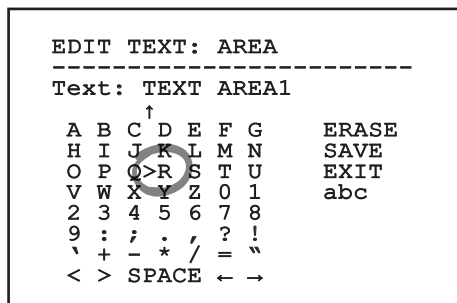 EDIT TEXT: AREA
------------------------
Text: TEXT AREA1
↑
A B C D E F G ERASE
H I J K L M N SAVE
O P Q>R S T U EXIT
V W X Y Z 0 1 abc
2 3 4 5 6 7 8
9 : ; . , ? !
‘ + - * / = ‟
< > SPACE ← →